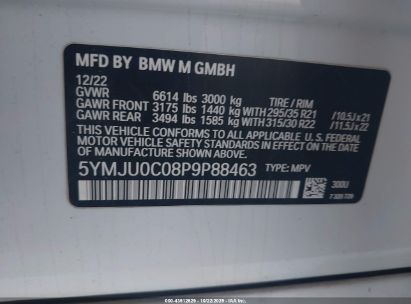 MFD BY BMW M GMBH
12/22
GVWR 6614 lbs 3000 kg TIRE / RIM
GAWR FRONT 3175 lbs 1440 kg WITH 295/35 R21 /10.5J x 21
GAWR REAR 3494 lbs 1585 kg WITH 315/30 R22 /11.5J x 22
THIS VEHICLE CONFORMS TO ALL APPLICABLE U. S. FEDERAL
MOTOR VEHICLE SAFETY STANDARDS IN EFFECT ON THE DATE
OF MANUFACTURE SHOWN ABOVE.
5YMJU0C08P9P88463 TYPE: MPV
300U